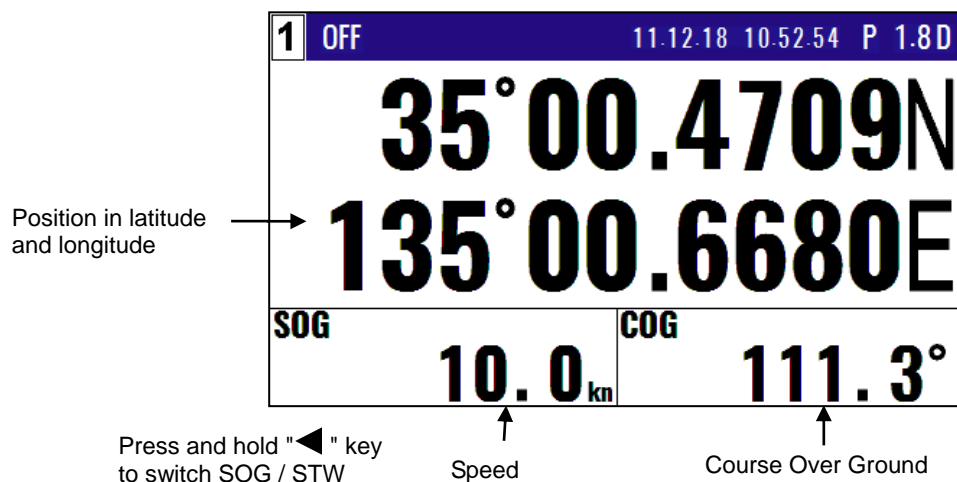 1 OFF 11.12.18 10.52.54 P 1.8D
35°00.4709N
Position in latitude
and longitude
135°00.6680E
SOG COG
10.0kn 111.3°
Press and hold "◀ " key
to switch SOG / STW
Speed
Course Over Ground